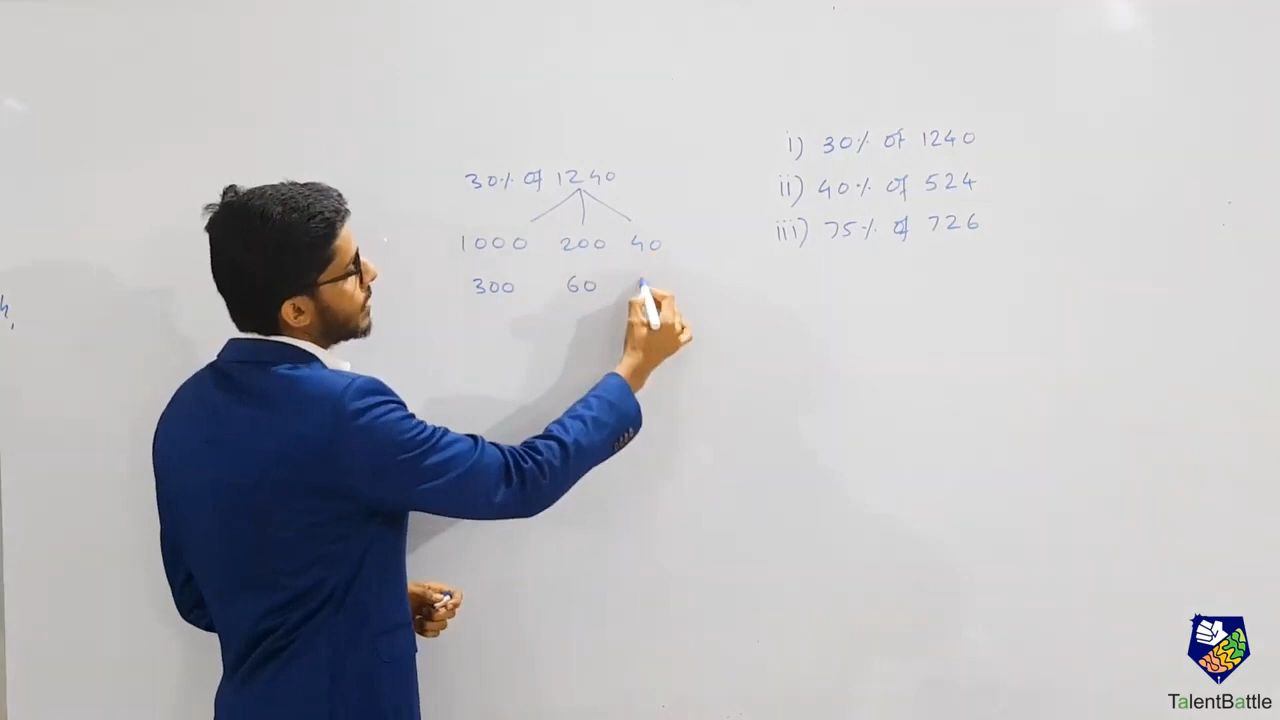 30% of 1240
1000 200 40
300 60
i) 30% of 1240
ii) 40% of 524
iii) 75% of 726
TalentBattle